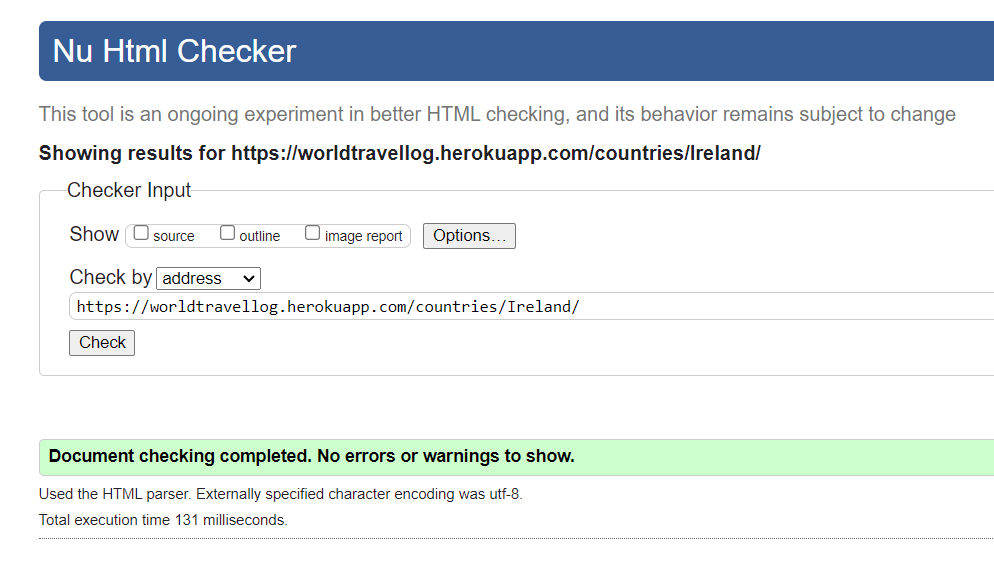 Nu Html Checker
This tool is an ongoing experiment in better HTML checking, and its behavior remains subject to change
Showing results for https://worldtravellog.herokuapp.com/countries/Ireland/
Checker Input
Show source outline image report Options...
Check by address
https://worldtravellog.herokuapp.com/countries/Ireland/
Check
Document checking completed. No errors or warnings to show.
Used the HTML parser. Externally specified character encoding was utf-8.
Total execution time 131 milliseconds.